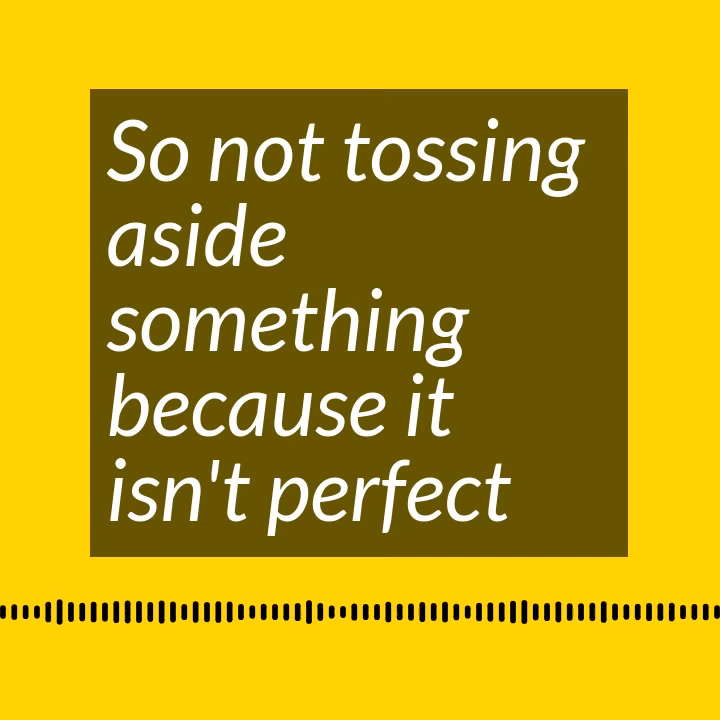 So not tossing
aside
something
because it
isn't perfect